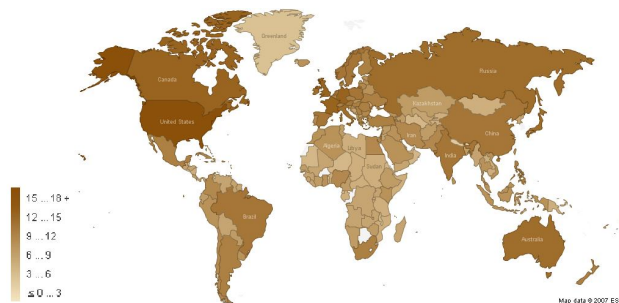 Greenland
Canada
Russia
United States
Kazakhstan
China
Algeria
Libya
Iran
India
Sudan
Brazil
Australia
15 ... 18 +
12 ... 15
9 ... 12
6 ... 9
3 ... 6
≤ 0 ... 3
Map data © 2007 ES